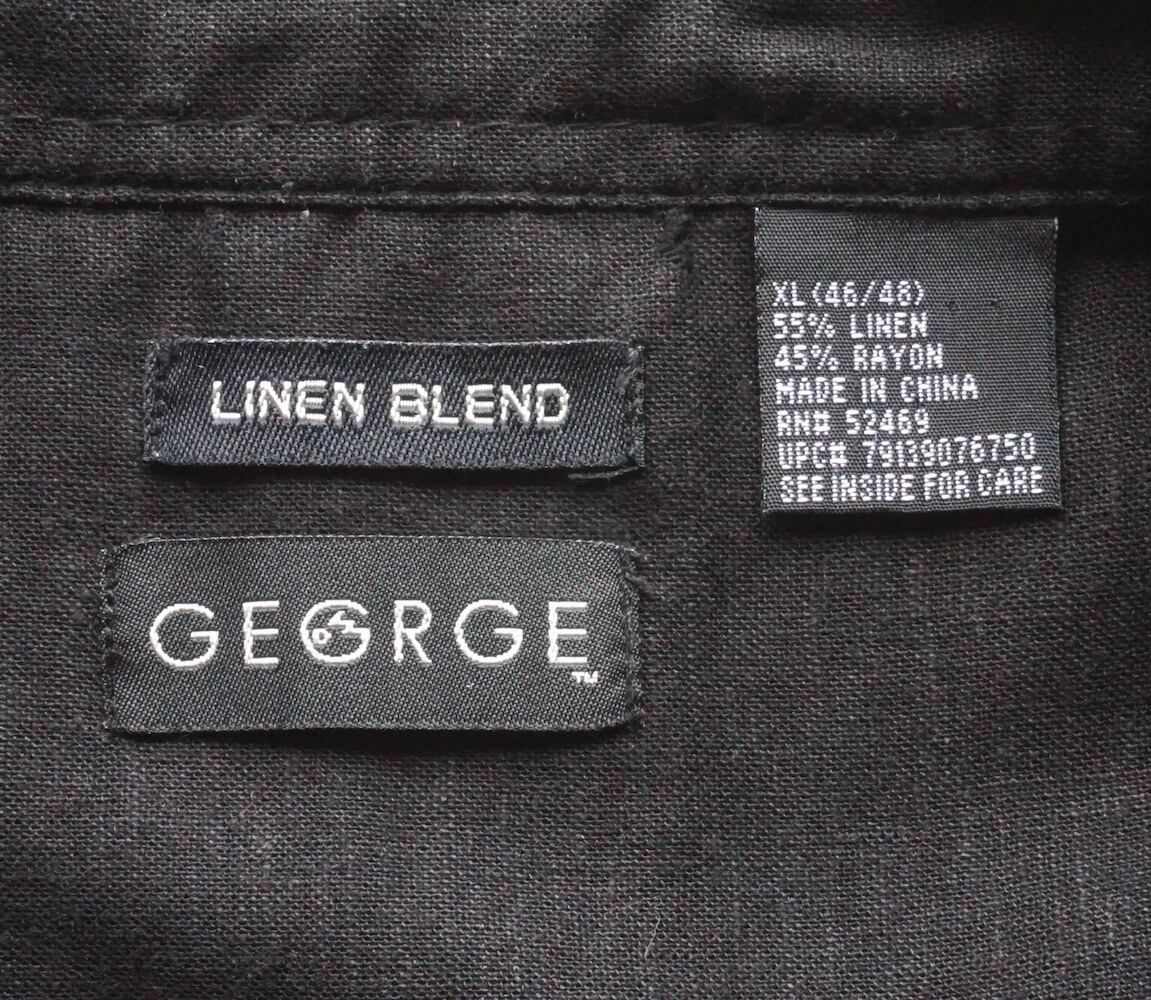 LINEN BLEND
GEORGE™
XL (46/48)
55% LINEN
45% RAYON
MADE IN CHINA
RN# 52469
UPC# 79139076750
SEE INSIDE FOR CARE